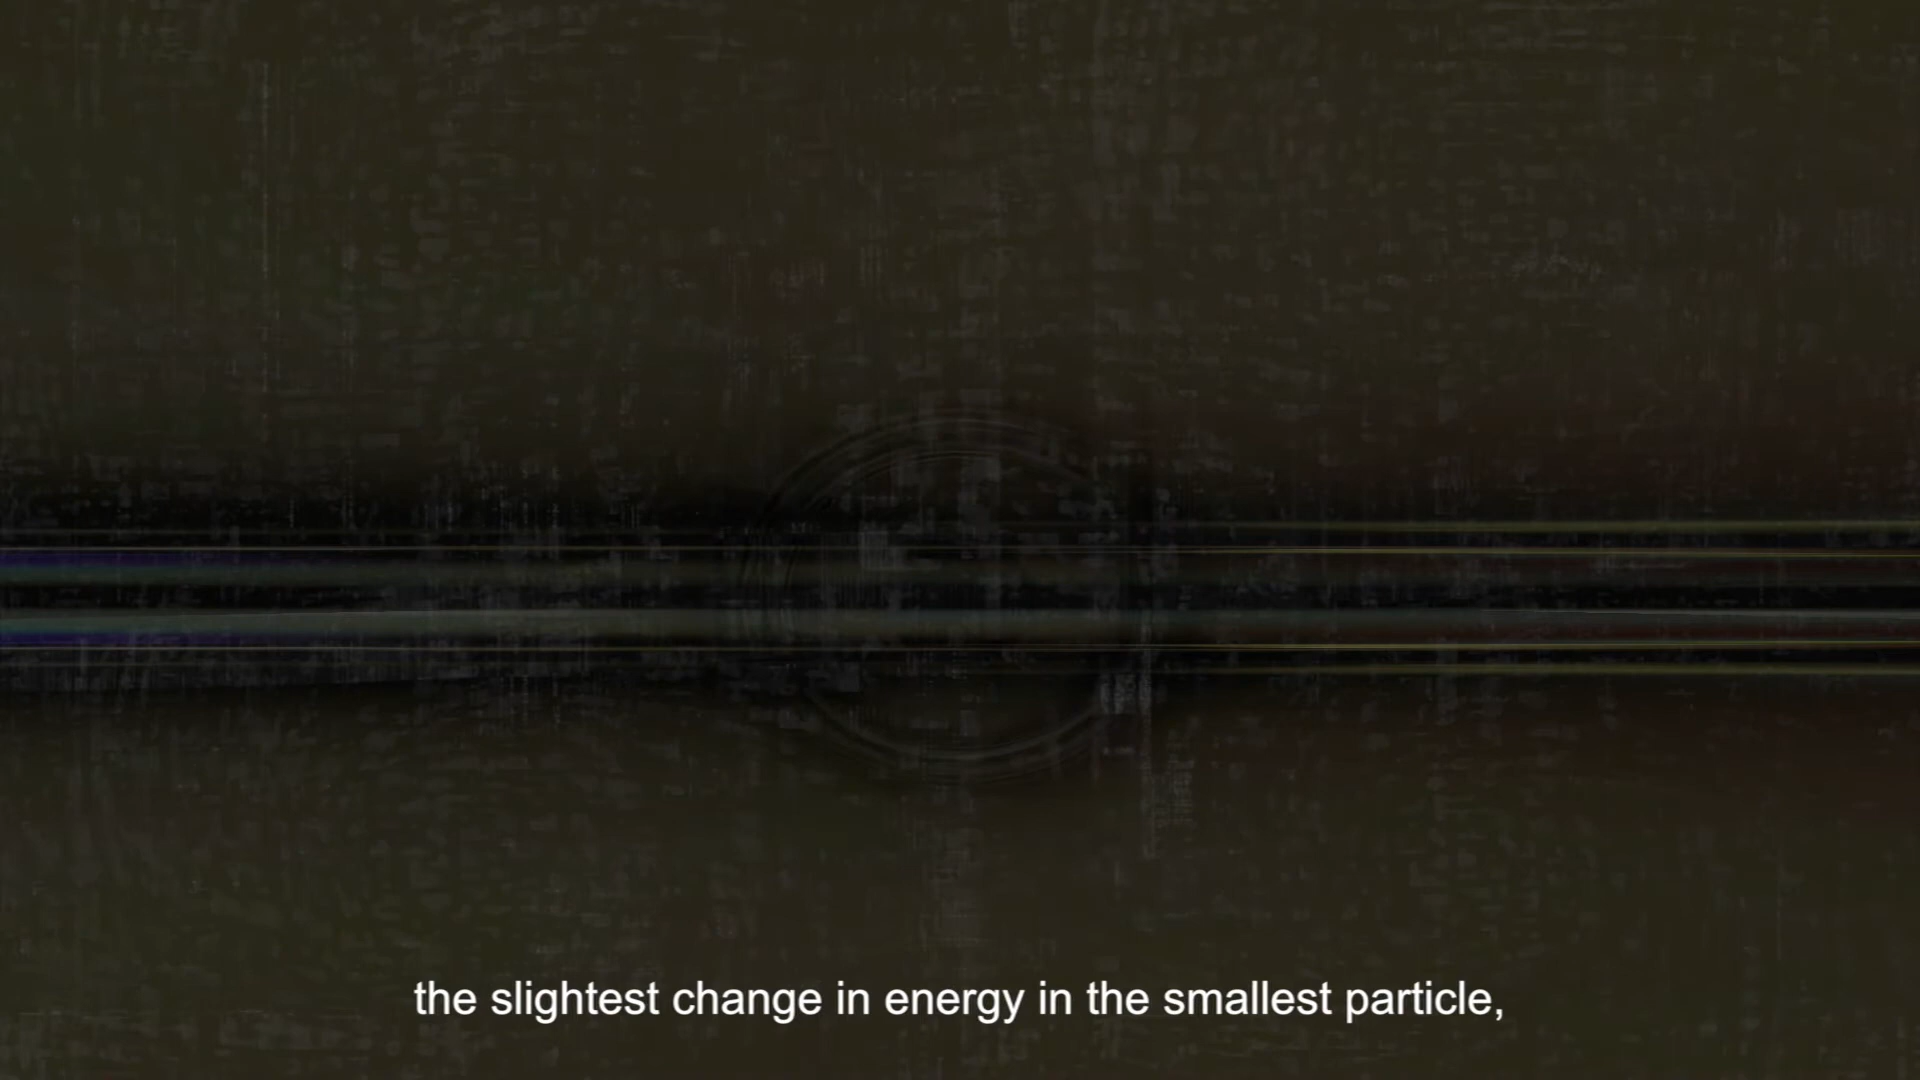 the slightest change in energy in the smallest particle,